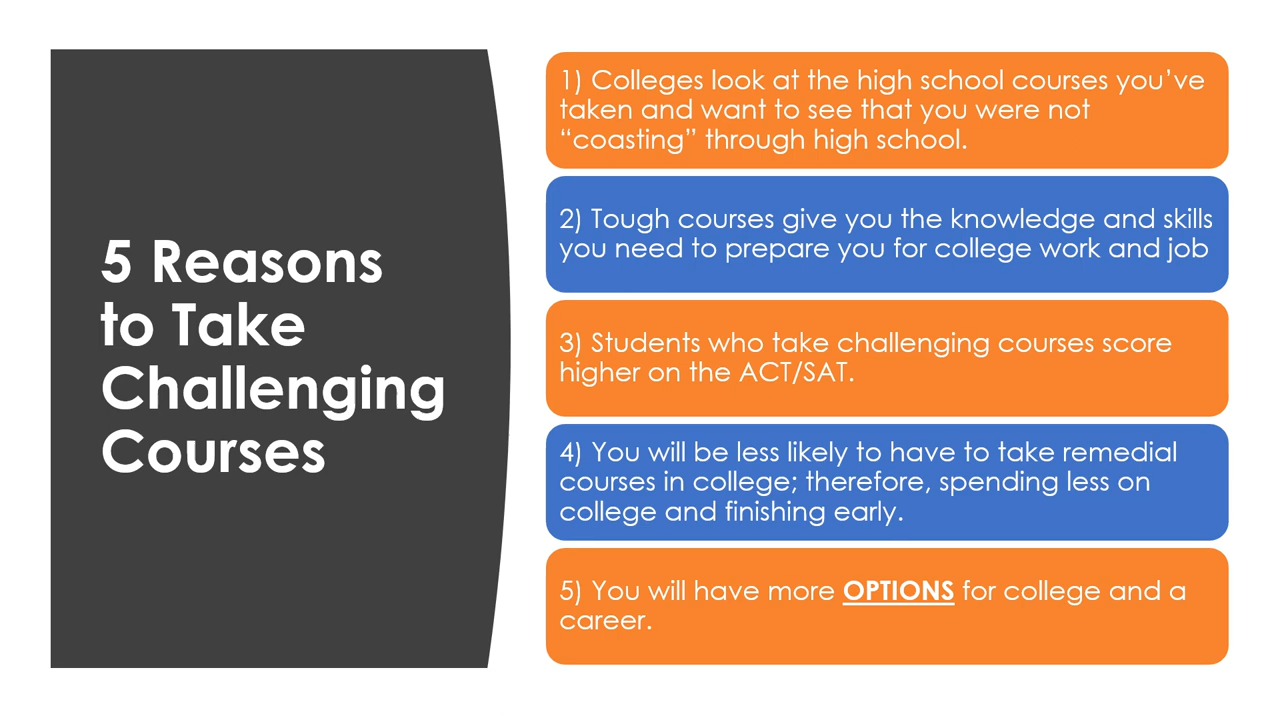 5 Reasons
to Take
Challenging
Courses
1) Colleges look at the high school courses you’ve
taken and want to see that you were not
“coasting” through high school.
2) Tough courses give you the knowledge and skills
you need to prepare you for college work and job
3) Students who take challenging courses score
higher on the ACT/SAT.
4) You will be less likely to have to take remedial
courses in college; therefore, spending less on
college and finishing early.
5) You will have more OPTIONS for college and a
career.